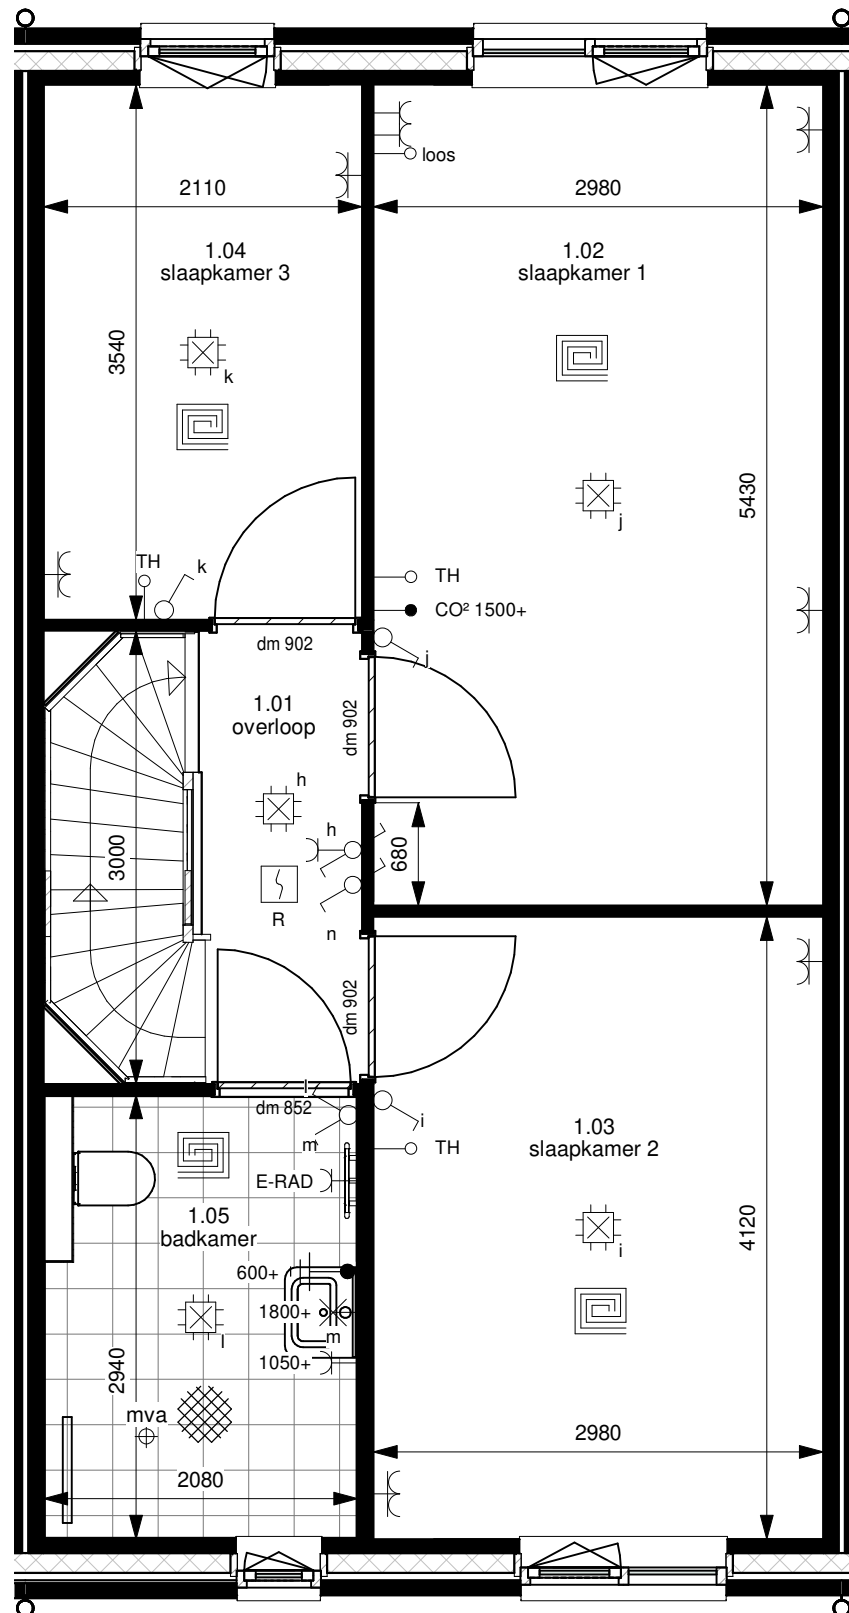 loos
2110
2980
1.04
slaapkamer 3
1.02
slaapkamer 1
3540
k
5430
j
TH
k
TH
CO² 1500+
dm 902
j
1.01
overloop
dm 902
h
h
3000
680
R
n
dm 902
l
dm 852
m
i
1.03
slaapkamer 2
TH
E-RAD
1.05
badkamer
4120
i
600+
1800+
m
l
1050+
2940
mva
2980
2080